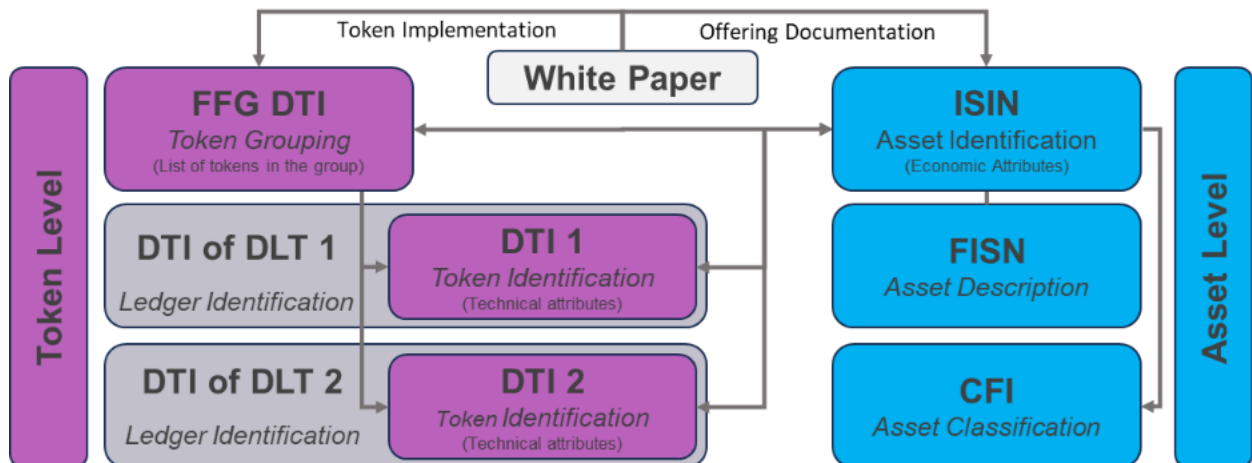 Token Implementation
Offering Documentation
White Paper
Token Level
FFG DTI
Token Grouping
(List of tokens in the group)
DTI of DLT 1
Ledger Identification
DTI 1
Token Identification
(Technical attributes)
DTI of DLT 2
Ledger Identification
DTI 2
Token Identification
(Technical attributes)
ISIN
Asset Identification
(Economic Attributes)
FISN
Asset Description
CFI
Asset Classification
Asset Level